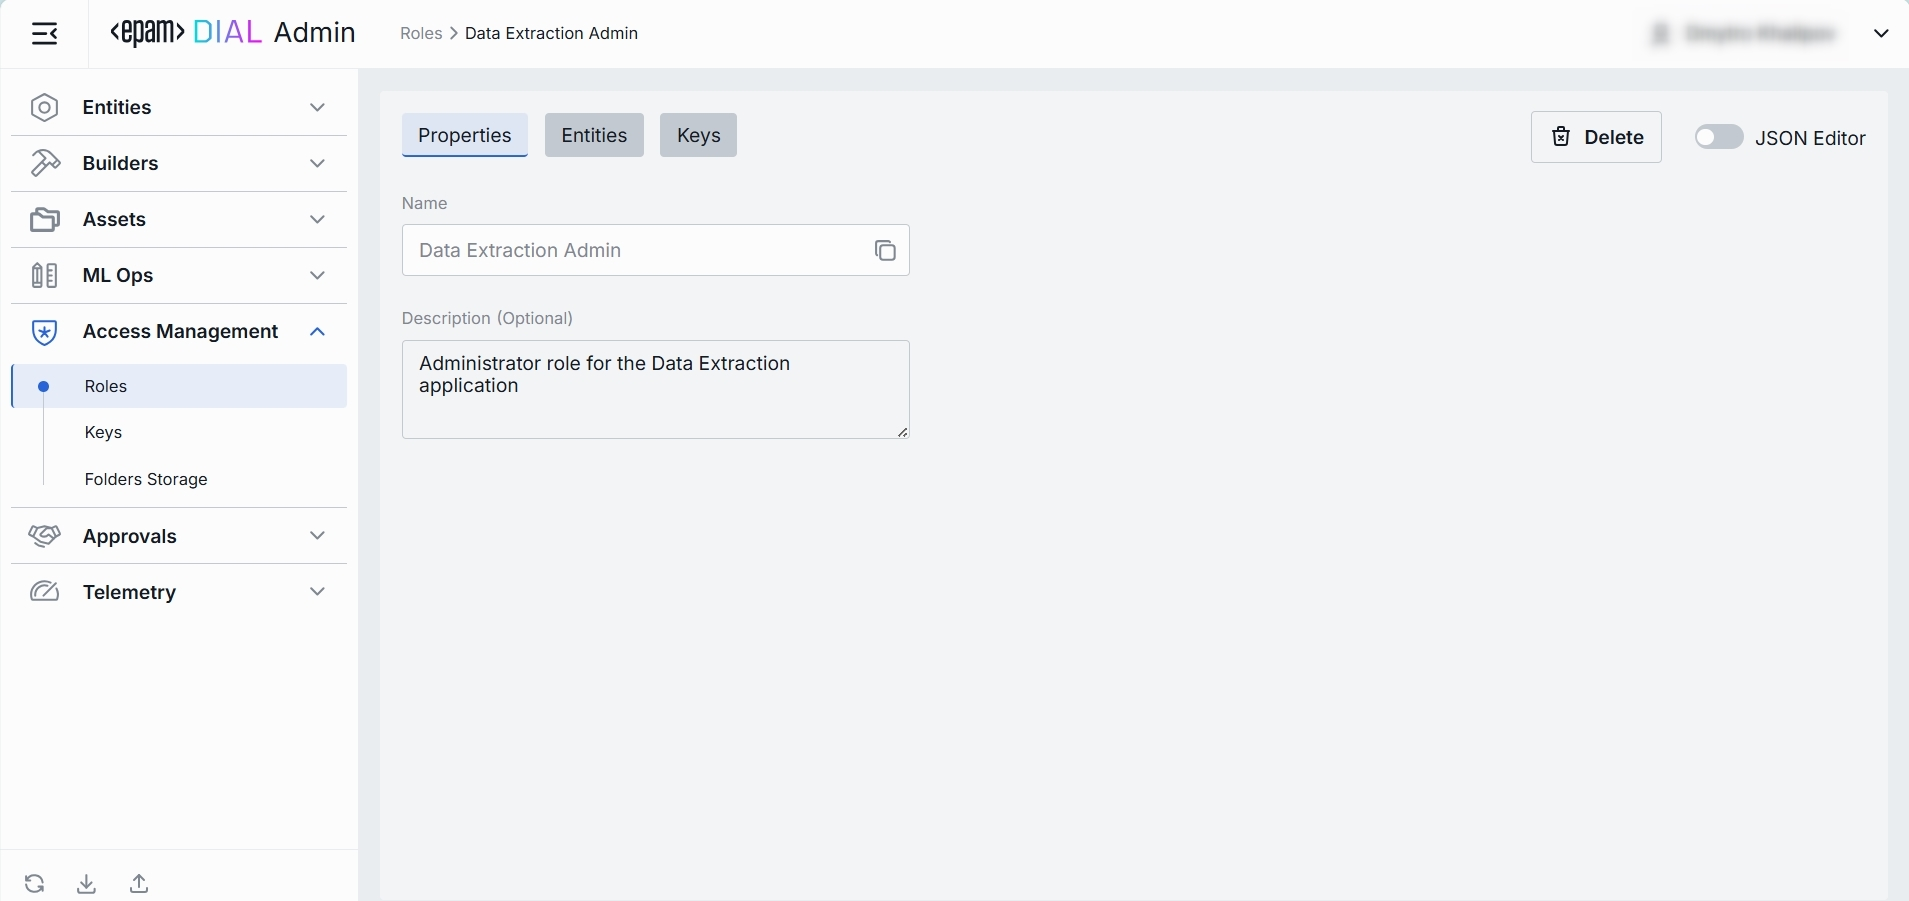 <epam> DIAL Admin
Roles > Data Extraction Admin
Entities
Builders
Assets
ML Ops
Access Management
Roles
Keys
Folders Storage
Approvals
Telemetry
Properties
Entities
Keys
Delete
JSON Editor
Name
Data Extraction Admin
Description (Optional)
Administrator role for the Data Extraction
application